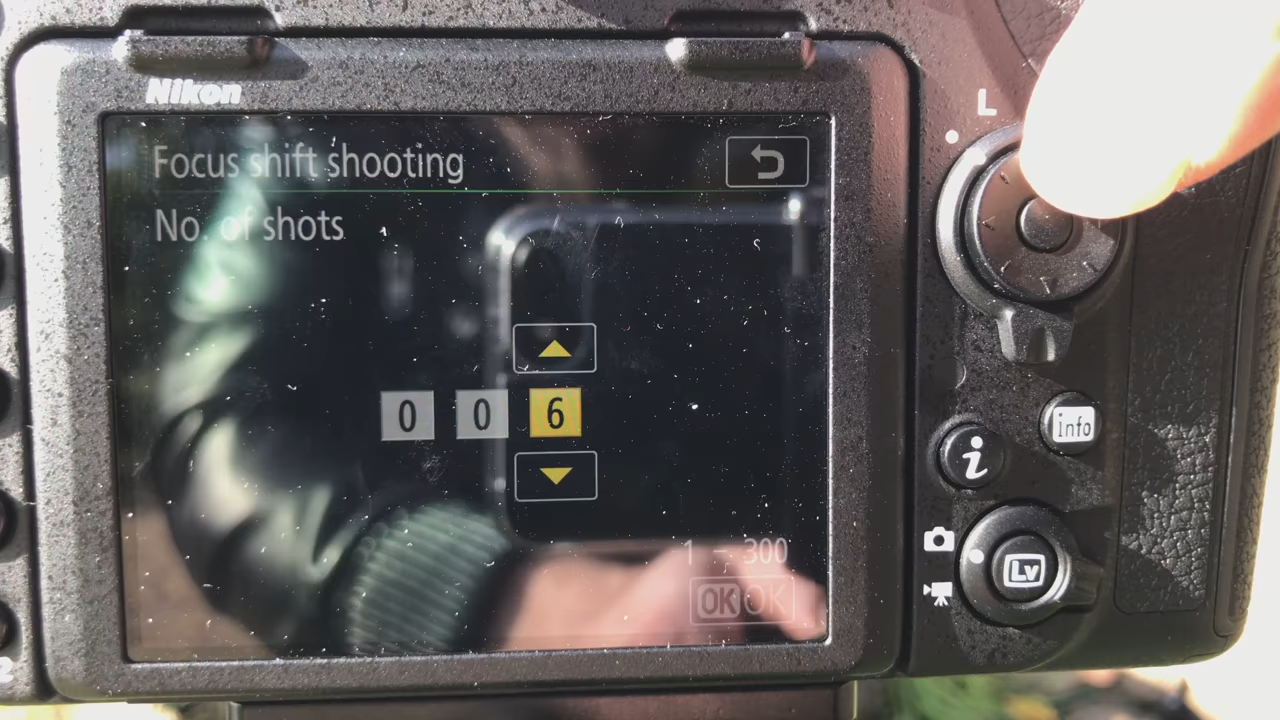 Nikon
L
Focus shift shooting
No. of shots
0 0 6
1 - 300
OK OK
info
i
Lv